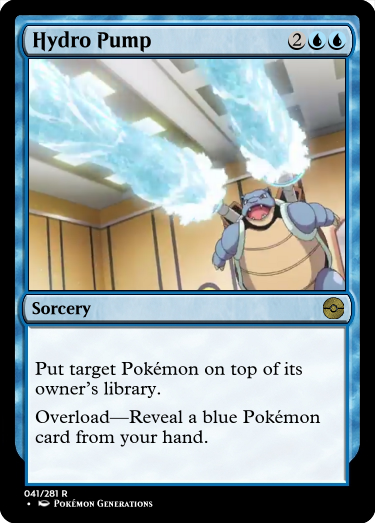 Hydro Pump 2
Sorcery
Put target Pokémon on top of its
owner's library.
Overload—Reveal a blue Pokémon
card from your hand.
041/281 R
• Pokémon Generations